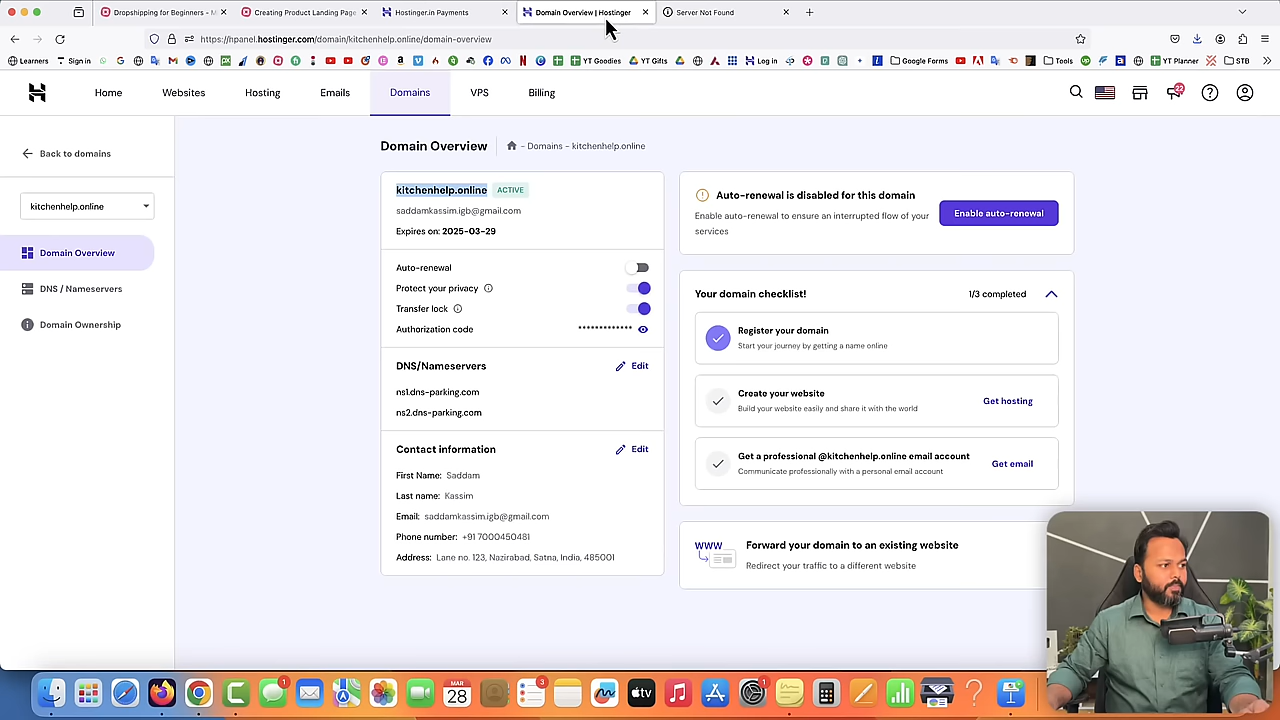 Dropshipping for Beginners - M
Creating Product Landing Page
Hostinger.in Paym
Domain Overview | Hostinger
Server Not Found
https://hpanel.hostinger.com/domain/kitchenhelp.online/domain-overview
Learners
Sign in
YT Goodies
YT Gifts
Log in
Google Forms
Tools
YT Planner
STB
Home
Websites
Hosting
Emails
Domains
VPS
Billing
22
Back to domains
kitchenhelp.online
Domain Overview
DNS / Nameservers
Domain Ownership
Domain Overview
- Domains - kitchenhelp.online
kitchenhelp.online ACTIVE
saddamkassim.igb@gmail.com
Expires on: 2025-03-29
Auto-renewal
Protect your privacy
Transfer lock
Authorization code ••••••••••••
DNS/Nameservers Edit
ns1.dns-parking.com
ns2.dns-parking.com
Contact information Edit
First Name: Saddam
Last name: Kassim
Email: saddamkassim.igb@gmail.com
Phone number: +91 7000450481
Address: Lane no. 123, Nazirabad, Satna, India, 485001
Auto-renewal is disabled for this domain
Enable auto-renewal to ensure an interrupted flow of your
services
Enable auto-renewal
Your domain checklist! 1/3 completed
Register your domain
Start your journey by getting a name online
Create your website
Build your website easily and share it with the world
Get hosting
Get a professional @kitchenhelp.online email account
Communicate professionally with a personal email account
Get email
WWW
Forward your domain to an existing website
Redirect your traffic to a different website
1
MAR
28
3
tv
1